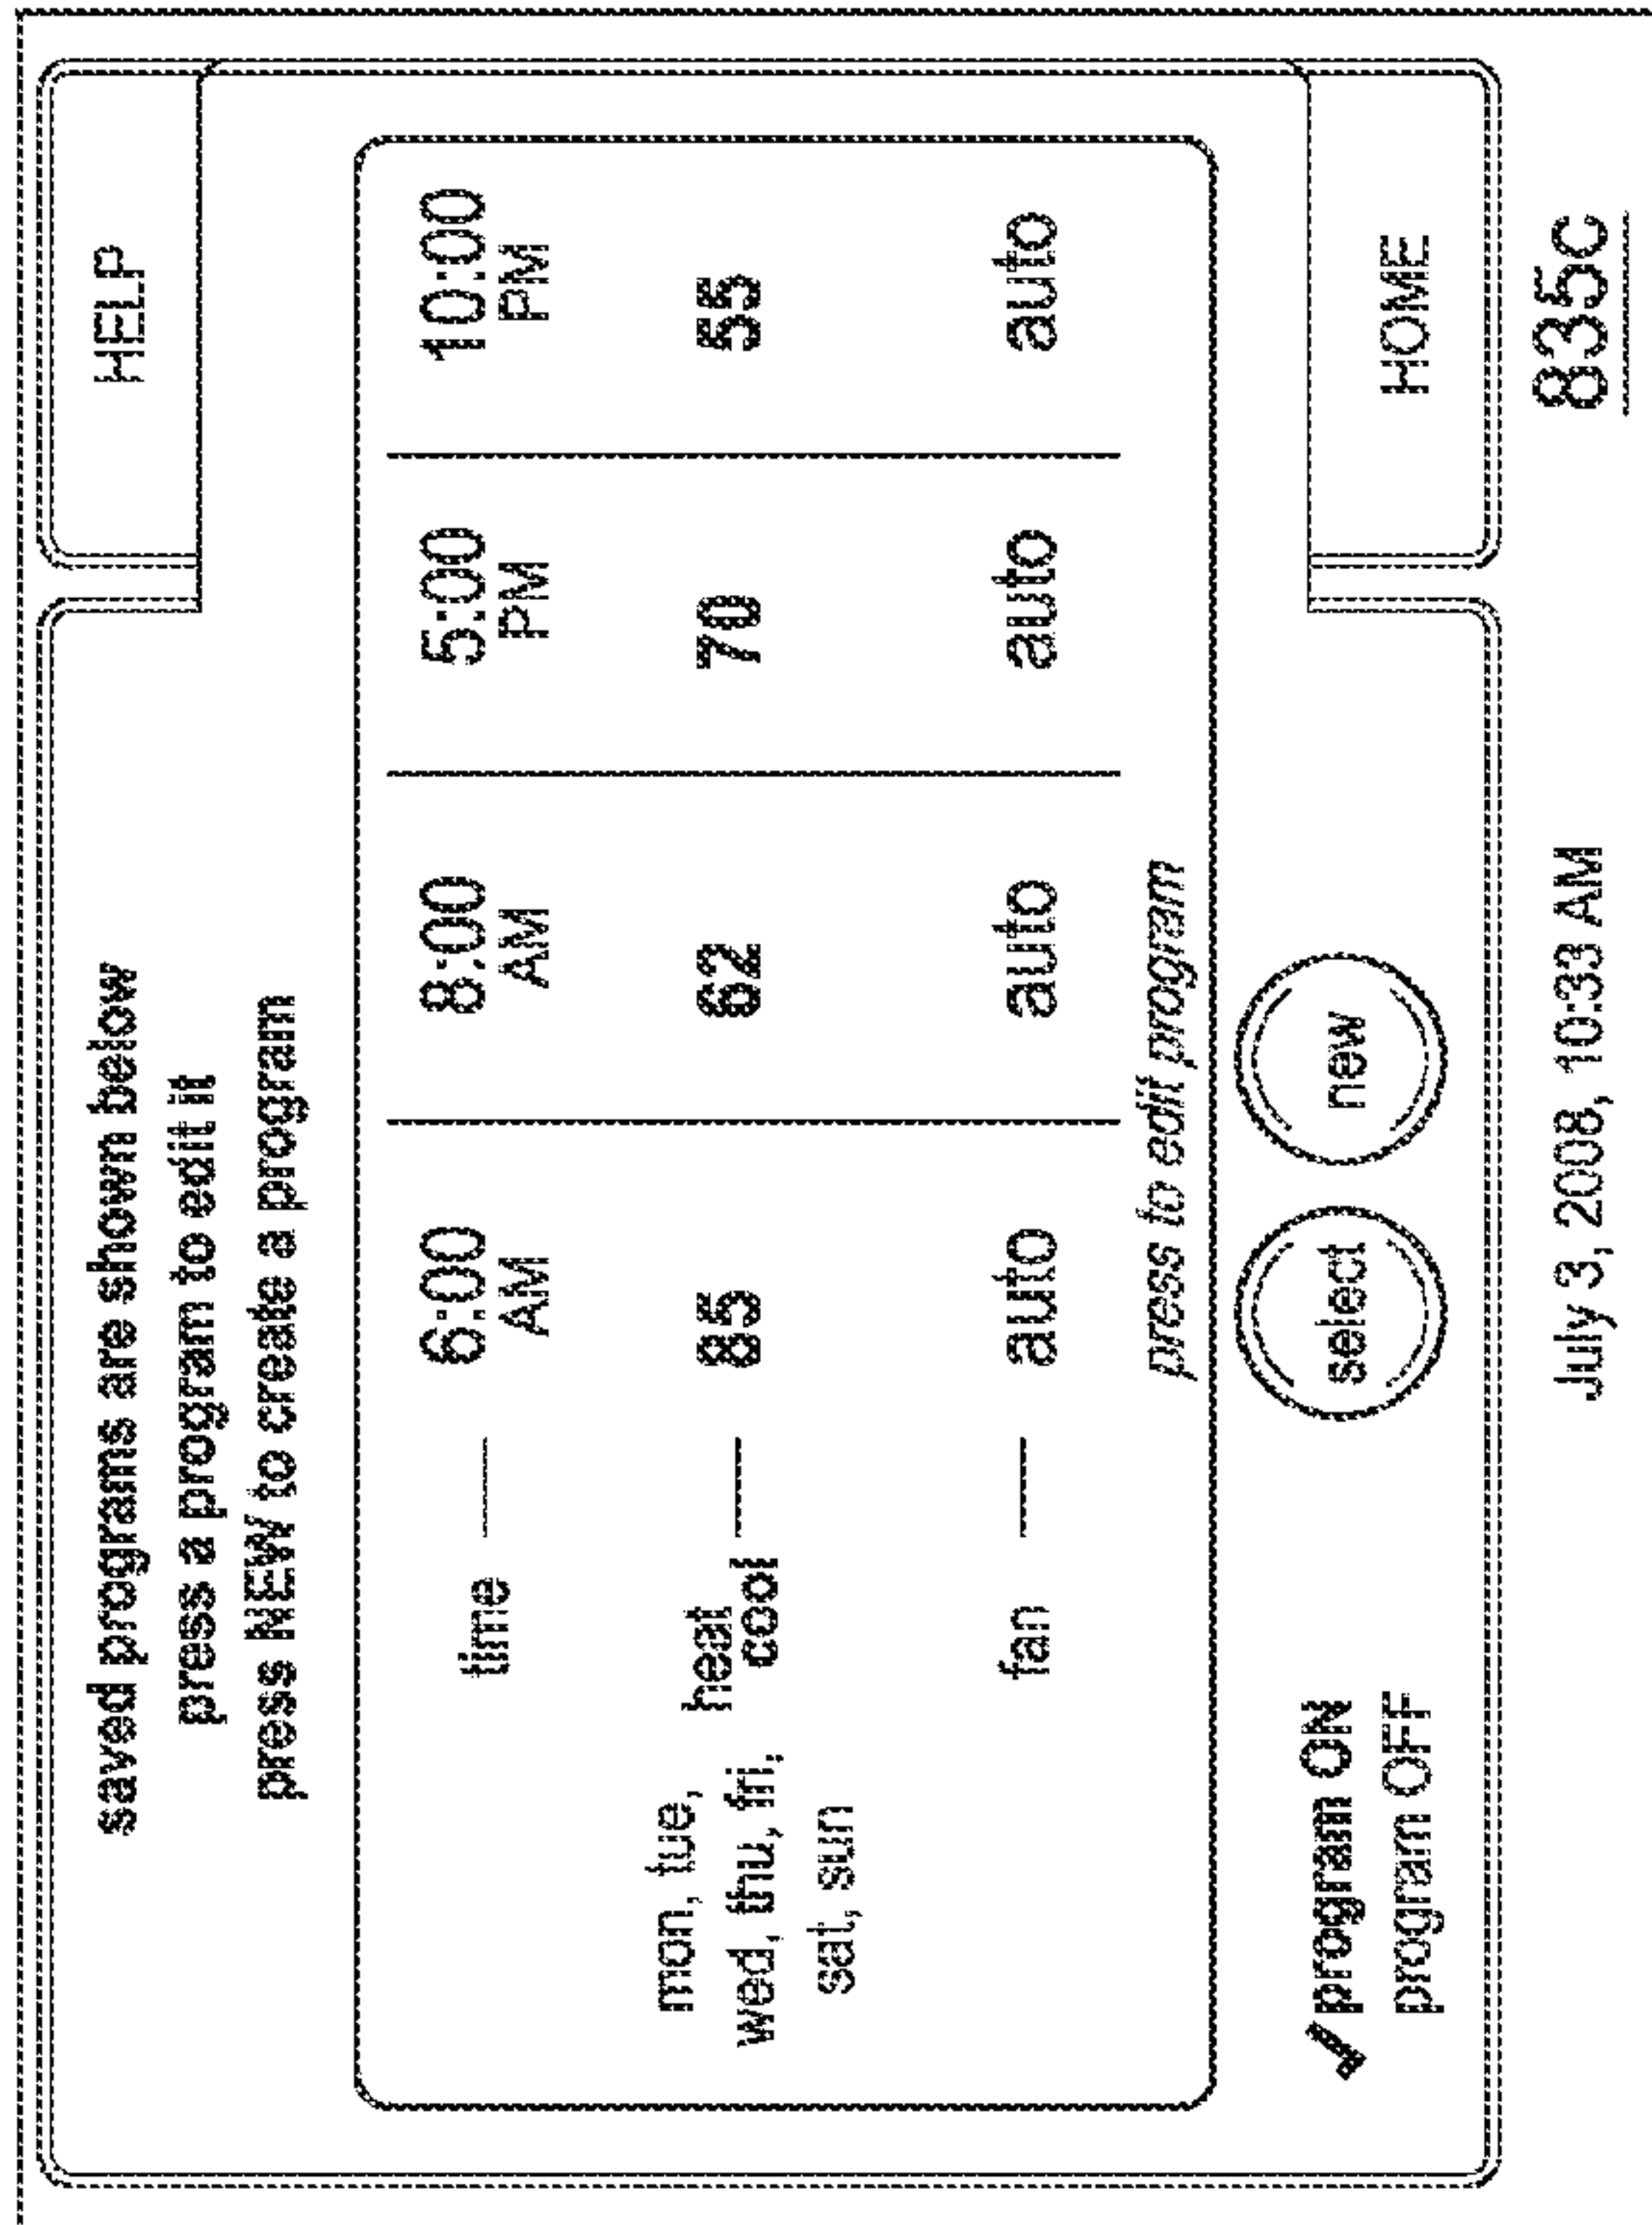 saved programs are shown below
press a program to edit it
press NEW to create a program
HELP
time — 6:00 AM 8:00 AM 5:00 PM 10:00 PM
mon, tue,
wed, thu, fri,
sat, sun
heat
cool — 85 62 70 55
fan — auto auto auto auto
press to edit program
✓program ON
program OFF
select
new
HOME
July 3, 2008, 10:33 AM
835c